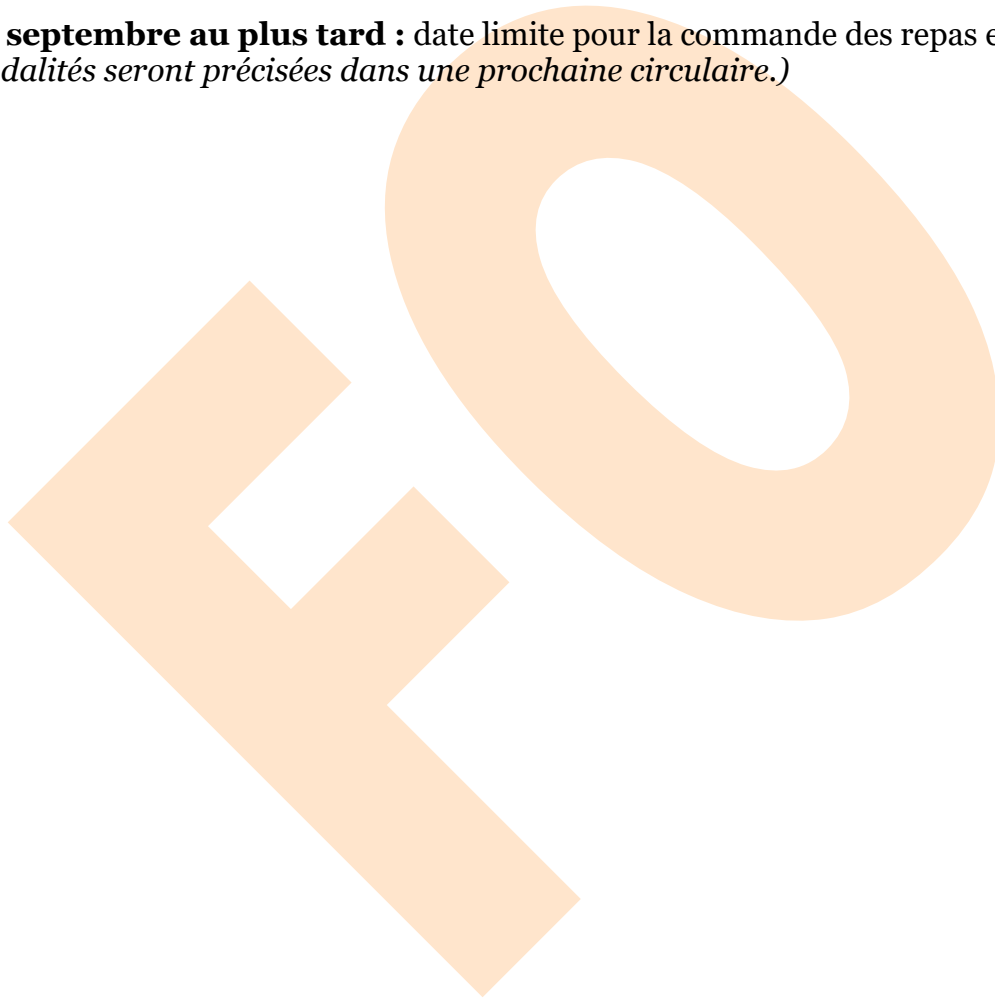 septembre au plus tard : date limite pour la commande des repas e
dalités seront précisées dans une prochaine circulaire.)
FO